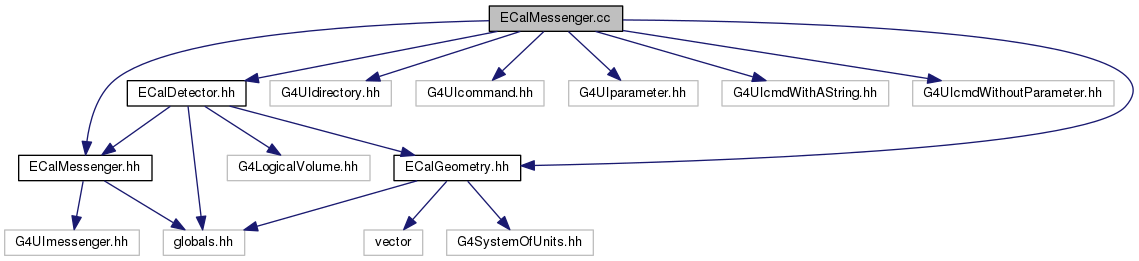 ECalMessenger.cc
ECalDetector.hh
G4UIdirectory.hh
G4UIcommand.hh
G4UIparameter.hh
G4UIcmdWithAString.hh
G4UIcmdWithoutParameter.hh
ECalMessenger.hh
G4LogicalVolume.hh
ECalGeometry.hh
G4UImessenger.hh
globals.hh
vector
G4SystemOfUnits.hh